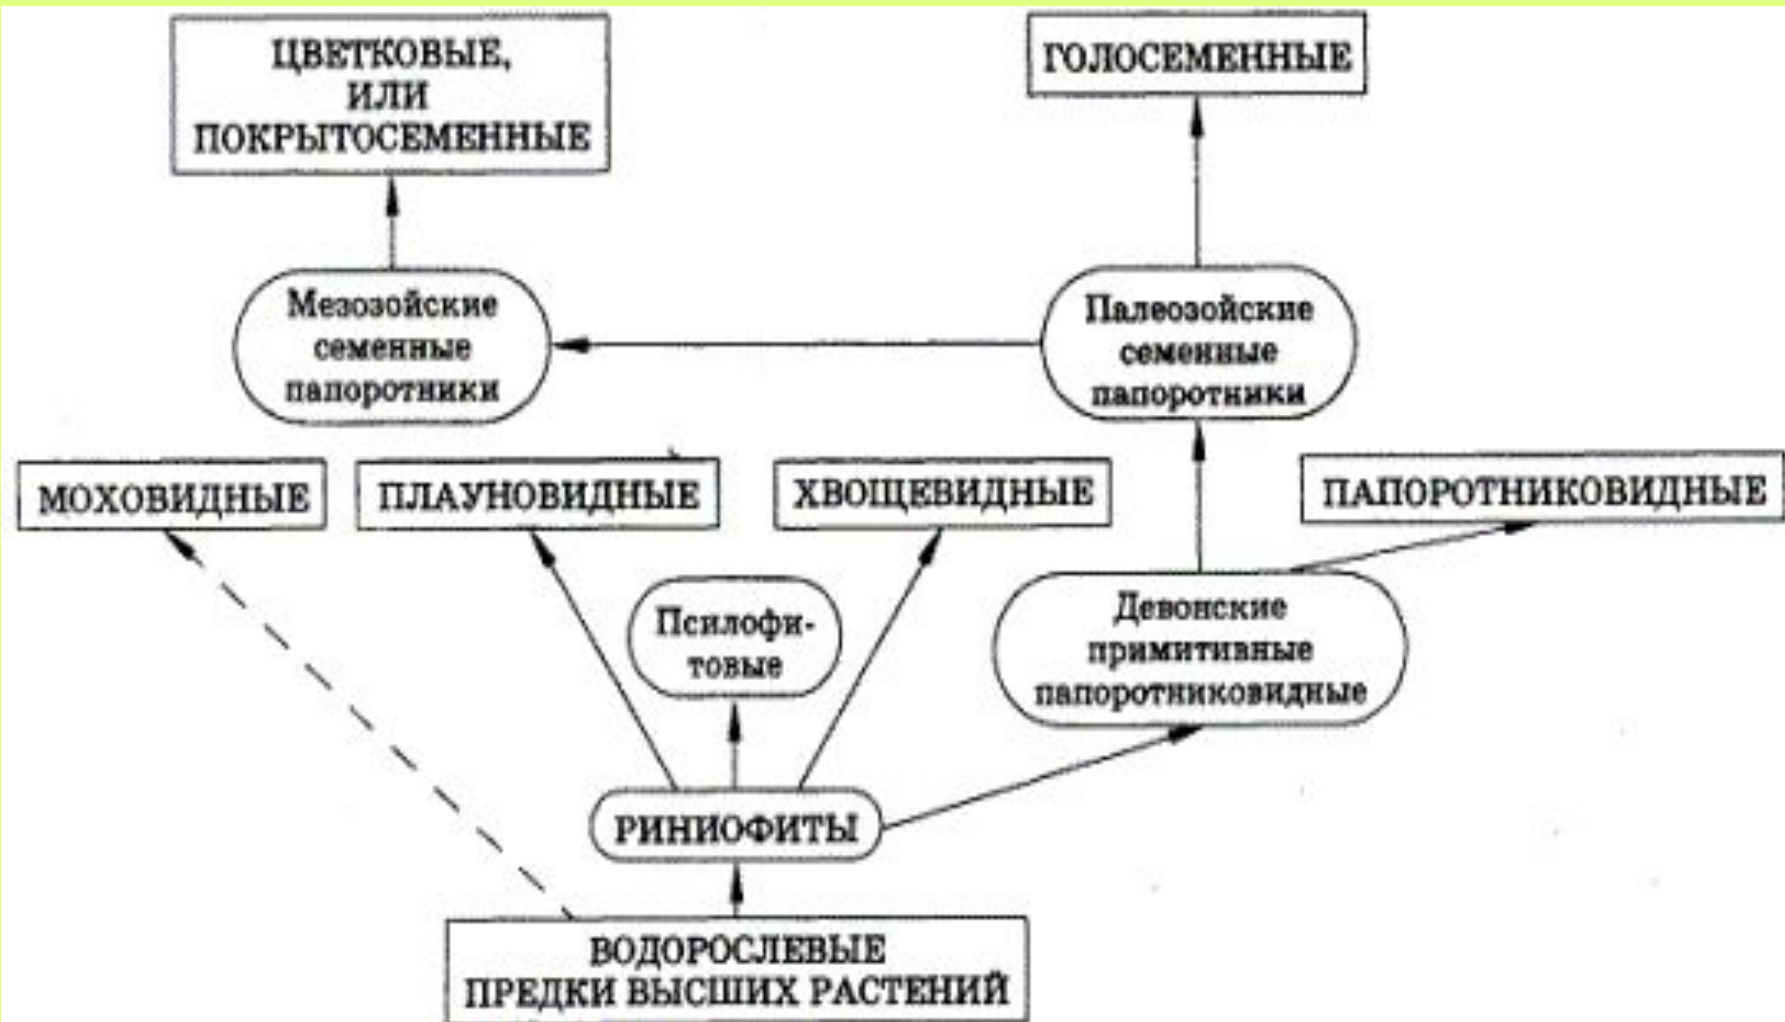 ЦВЕТКОВЫЕ,
ИЛИ
ПОКРЫТОСЕМЕННЫЕ
ГОЛОСЕМЕННЫЕ
Мезозойские
семенные
папоротники
Палеозойские
семенные
папоротники
МОХОВИДНЫЕ
ПЛАУНОВИДНЫЕ
ХВОЩЕВИДНЫЕ
ПАПОРОТНИКОВИДНЫЕ
Псилофи-
товые
Девонские
примитивные
папоротниковидные
РИНИОФИТЫ
ВОДОРОСЛЕВЫЕ
ПРЕДКИ ВЫСШИХ РАСТЕНИЙ